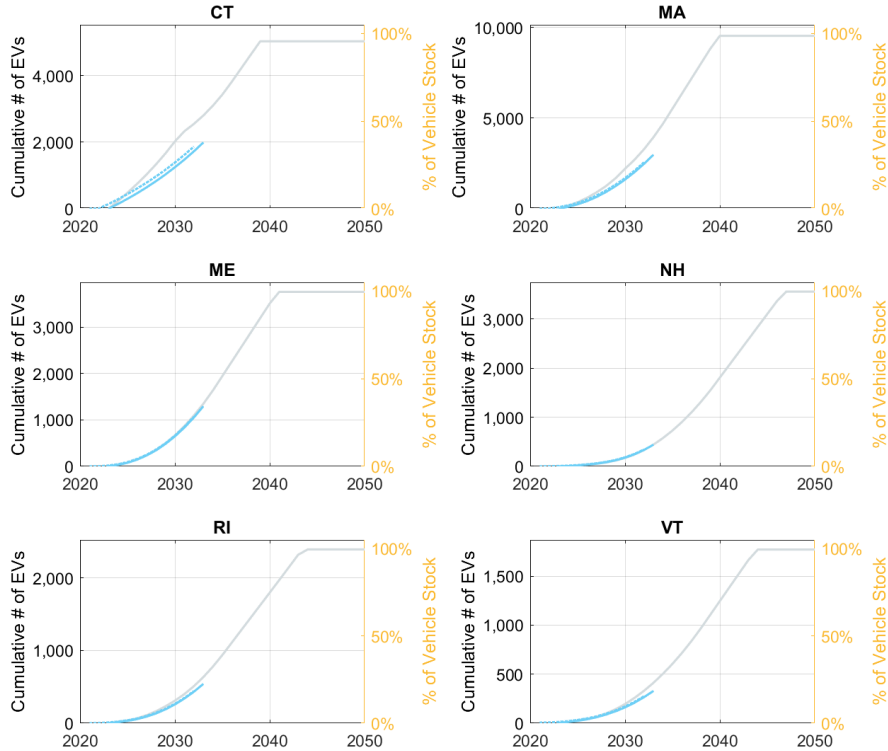 CT
Cumulative # of EVs
4,000
2,000
0
100%
50%
0%
% of Vehicle Stock
2020 2030 2040 2050
MA
Cumulative # of EVs
10,000
5,000
0
100%
50%
0%
% of Vehicle Stock
2020 2030 2040 2050
ME
Cumulative # of EVs
3,000
2,000
1,000
0
100%
50%
0%
% of Vehicle Stock
2020 2030 2040 2050
NH
Cumulative # of EVs
3,000
2,000
1,000
0
100%
50%
0%
% of Vehicle Stock
2020 2030 2040 2050
RI
Cumulative # of EVs
2,000
1,000
0
100%
50%
0%
% of Vehicle Stock
2020 2030 2040 2050
VT
Cumulative # of EVs
1,500
1,000
500
0
100%
50%
0%
% of Vehicle Stock
2020 2030 2040 2050